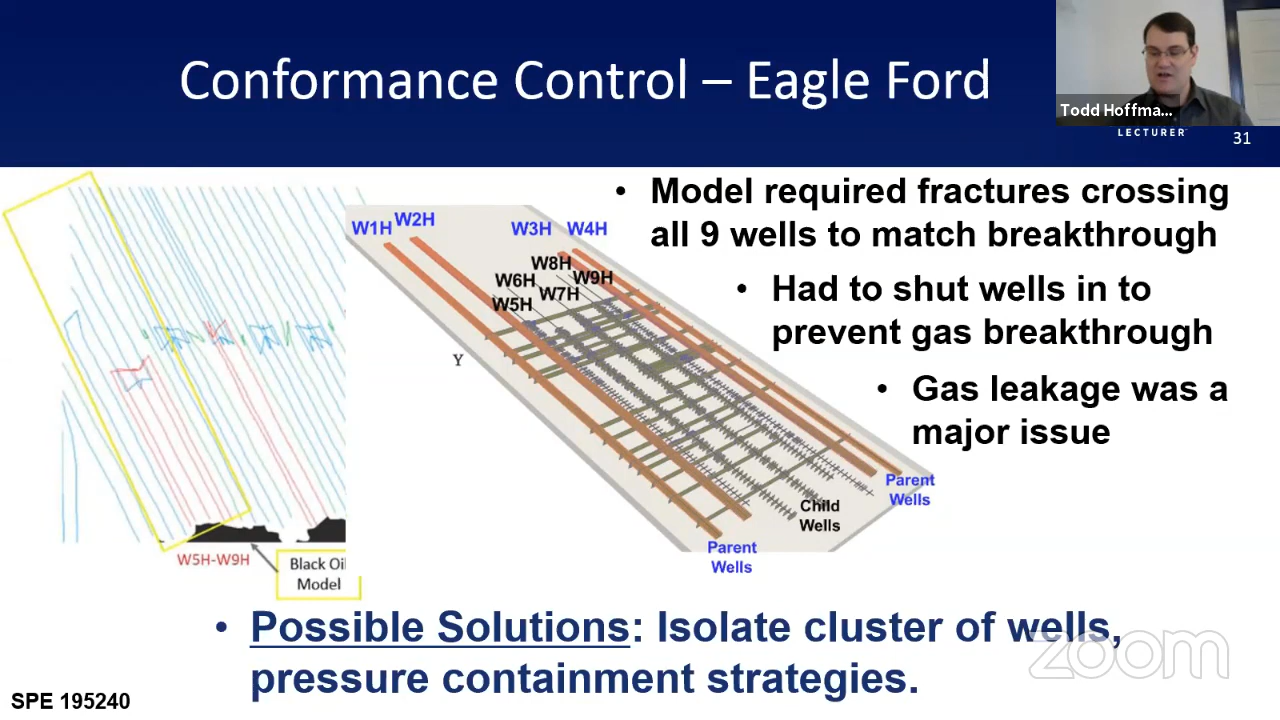 Conformance Control – Eagle Ford
Todd Hoffma...
LECTURER
31
• Model required fractures crossing
all 9 wells to match breakthrough
• Had to shut wells in to
prevent gas breakthrough
• Gas leakage was a
major issue
W1H
W2H
W3H
W4H
W8H
W9H
W6H
W7H
W5H
Y
Parent
Wells
Child
Wells
Parent
Wells
W5H-W9H
Black Oil
Model
• Possible Solutions: Isolate cluster of wells,
pressure containment strategies.
zoom
SPE 195240